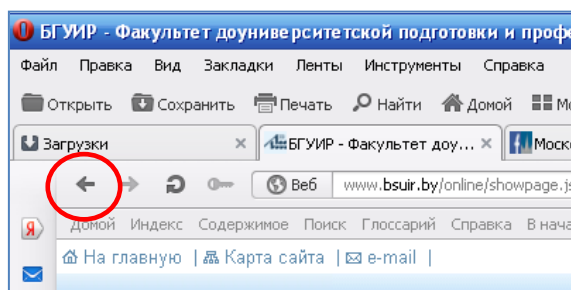 БГУИР - Факультет доуниверситетской подготовки и проф
Файл Правка Вид Закладки Ленты Инструменты Справка
Открыть Сохранить Печать Найти Домой М
Загрузки БГУИР - Факультет доу... Моск
Веб www.bsuir.by/online/showpage.js
Я Домой Индекс Содержимое Поиск Глоссарий Справка В нача
На главную | Карта сайта | e-mail |